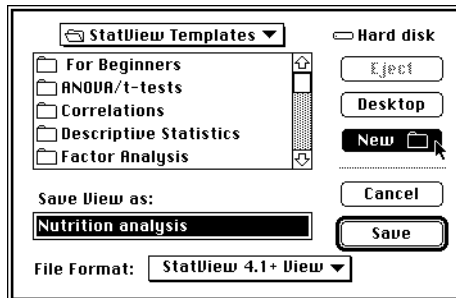 StatView Templates
Hard disk
For Beginners
ANOVA/t-tests
Correlations
Descriptive Statistics
Factor Analysis
Eject
Desktop
New
Save View as:
Nutrition analysis
Cancel
Save
File Format: StatView 4.1+ View